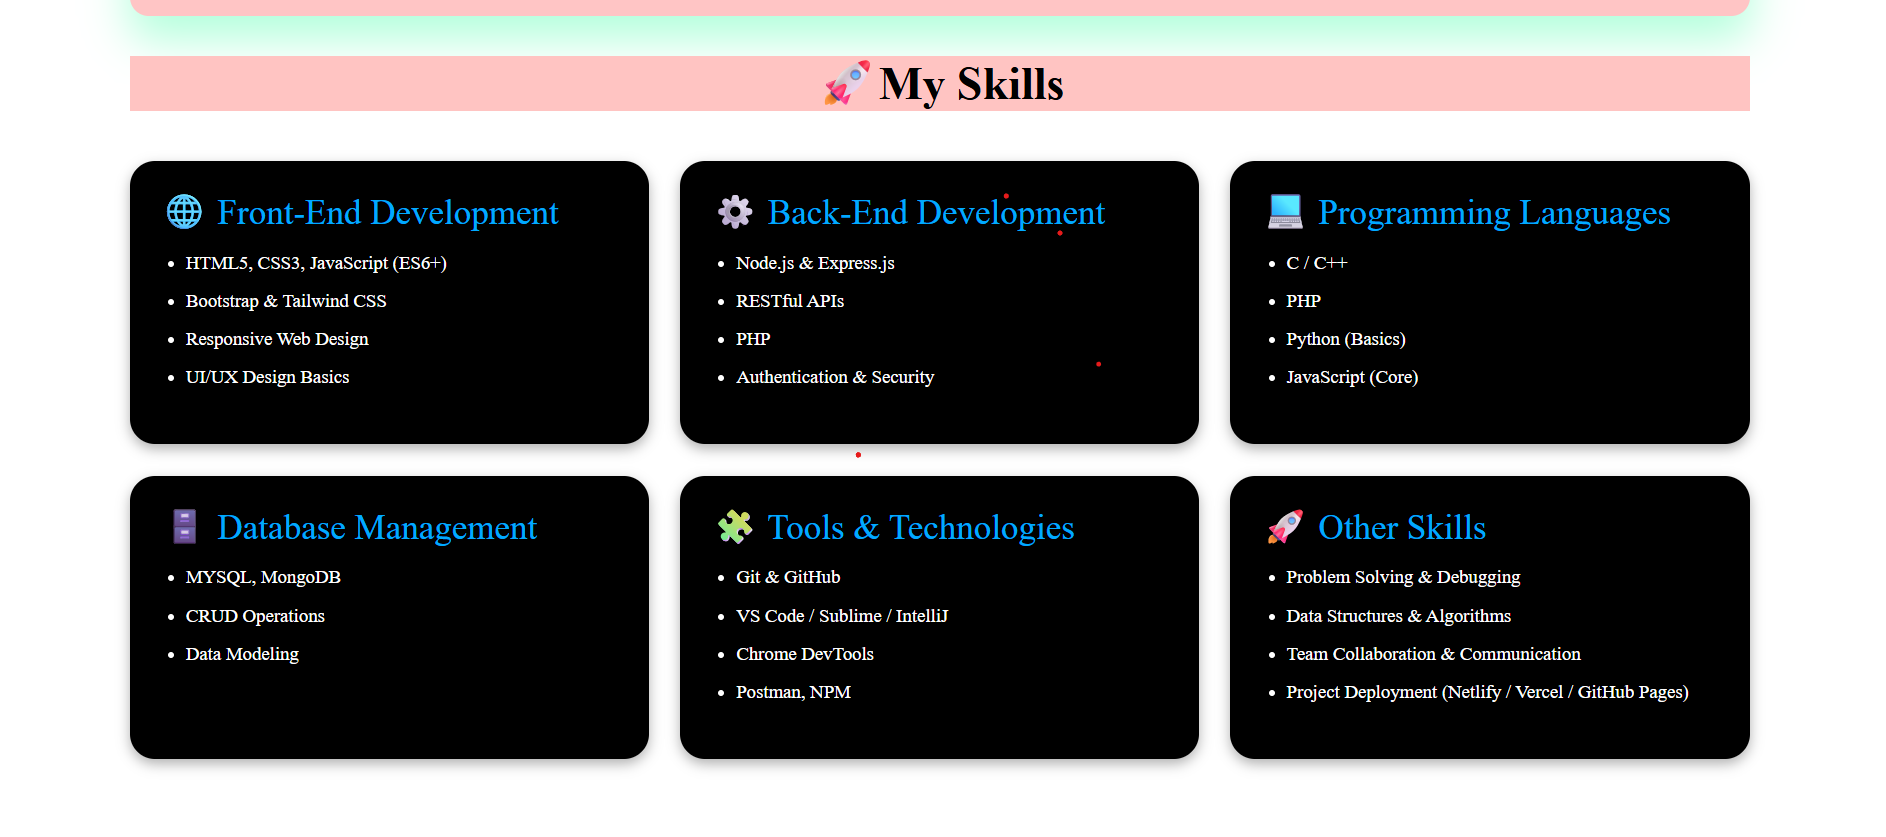 🚀 My Skills
🌐 Front-End Development
HTML5, CSS3, JavaScript (ES6+)
Bootstrap & Tailwind CSS
Responsive Web Design
UI/UX Design Basics
⚙️ Back-End Development
Node.js & Express.js
RESTful APIs
PHP
Authentication & Security
💻 Programming Languages
C / C++
PHP
Python (Basics)
JavaScript (Core)
🗄️ Database Management
MYSQL, MongoDB
CRUD Operations
Data Modeling
🧩 Tools & Technologies
Git & GitHub
VS Code / Sublime / IntelliJ
Chrome DevTools
Postman, NPM
🚀 Other Skills
Problem Solving & Debugging
Data Structures & Algorithms
Team Collaboration & Communication
Project Deployment (Netlify / Vercel / GitHub Pages)